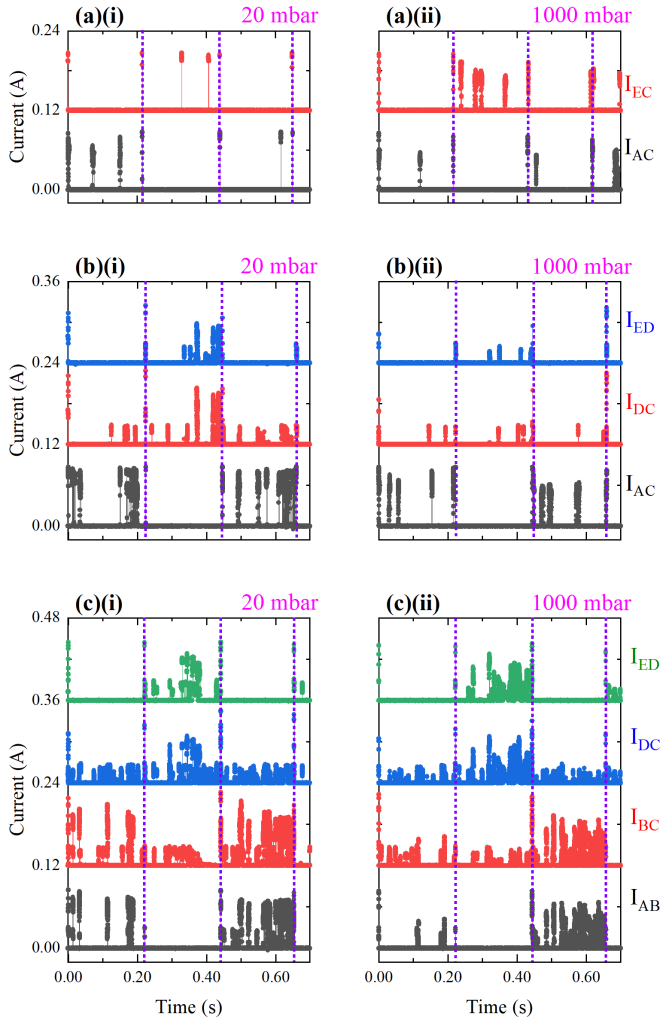 (a)(i) 20 mbar (a)(ii) 1000 mbar
0.24
0.12
0.00
Current (A)
I_EC
I_AC
(b)(i) 20 mbar (b)(ii) 1000 mbar
0.36
0.24
0.12
0.00
Current (A)
I_ED
I_DC
I_AC
(c)(i) 20 mbar (c)(ii) 1000 mbar
0.48
0.36
0.24
0.12
0.00
Current (A)
I_ED
I_DC
I_BC
I_AB
0.00 0.20 0.40 0.60 0.00 0.20 0.40 0.60
Time (s) Time (s)